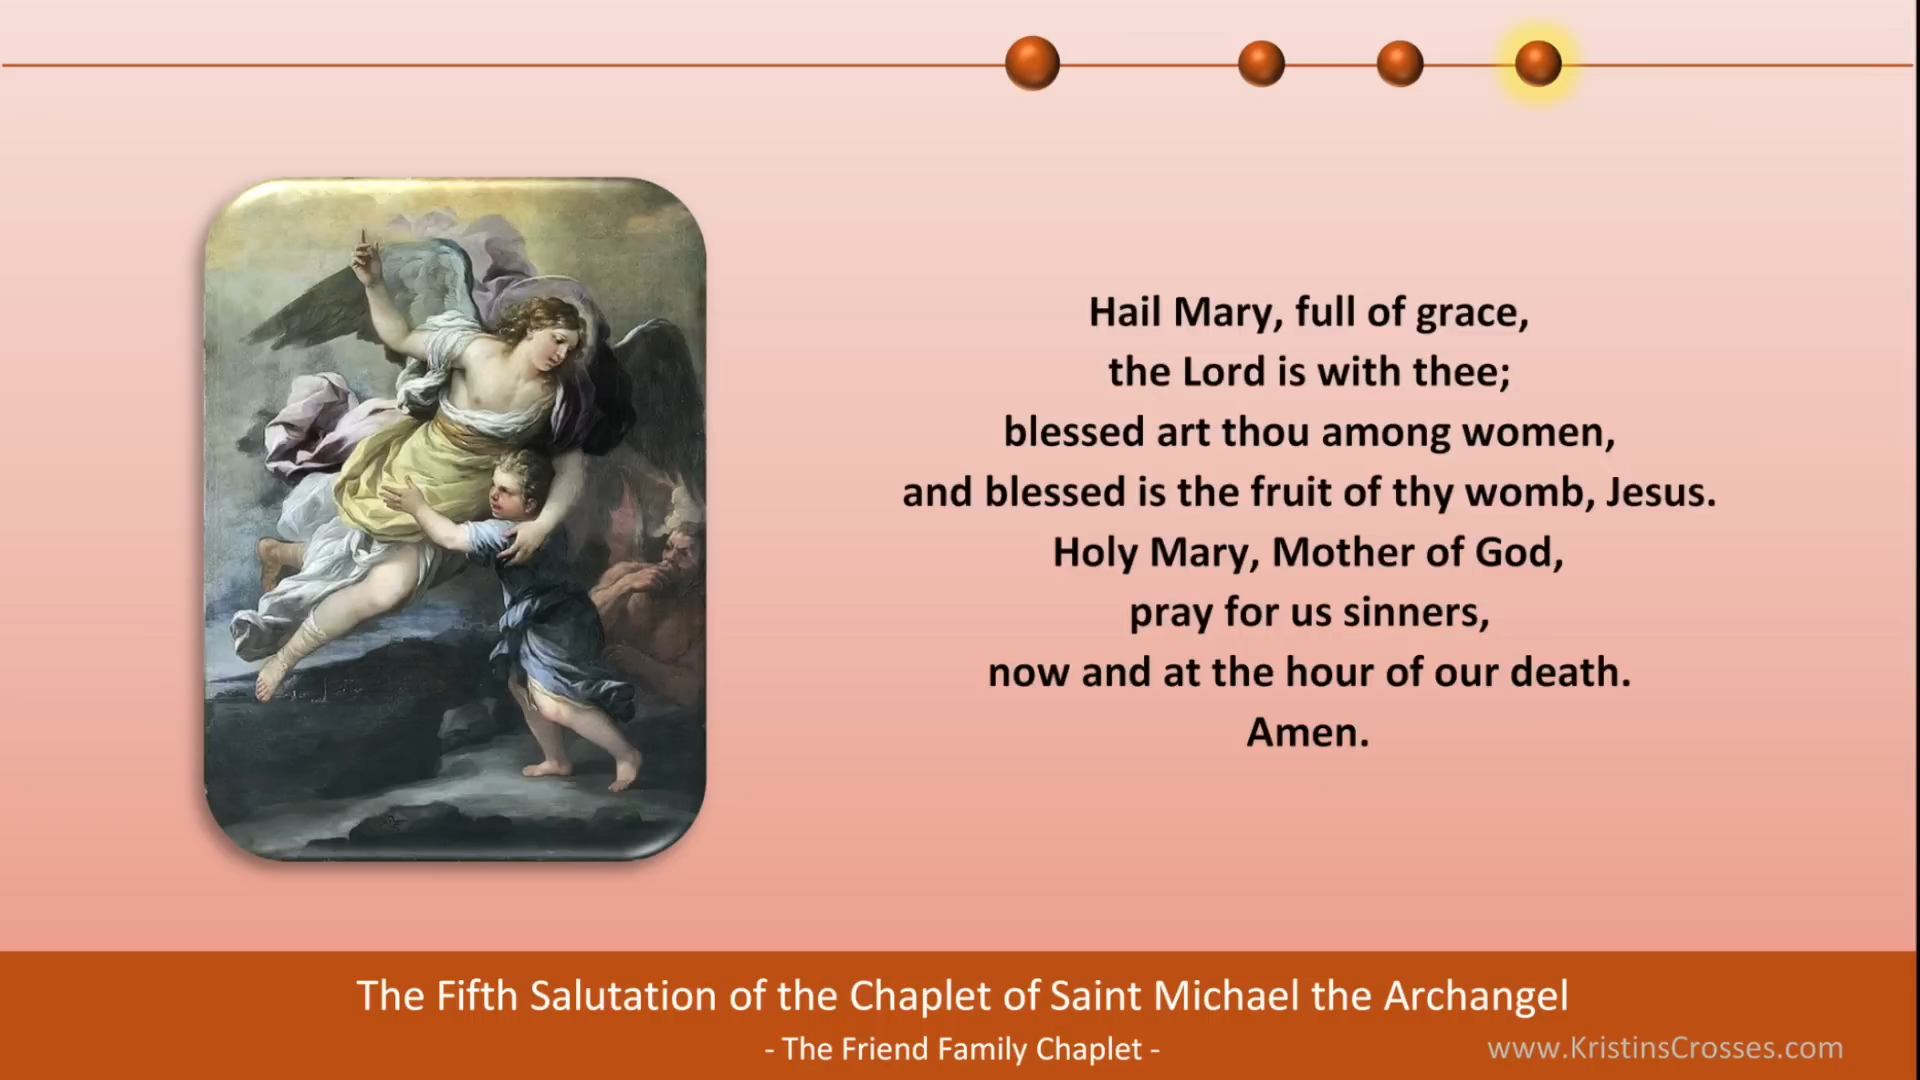 Hail Mary, full of grace,
the Lord is with thee;
blessed art thou among women,
and blessed is the fruit of thy womb, Jesus.
Holy Mary, Mother of God,
pray for us sinners,
now and at the hour of our death.
Amen.
The Fifth Salutation of the Chaplet of Saint Michael the Archangel
- The Friend Family Chaplet -
www.KristinsCrosses.com